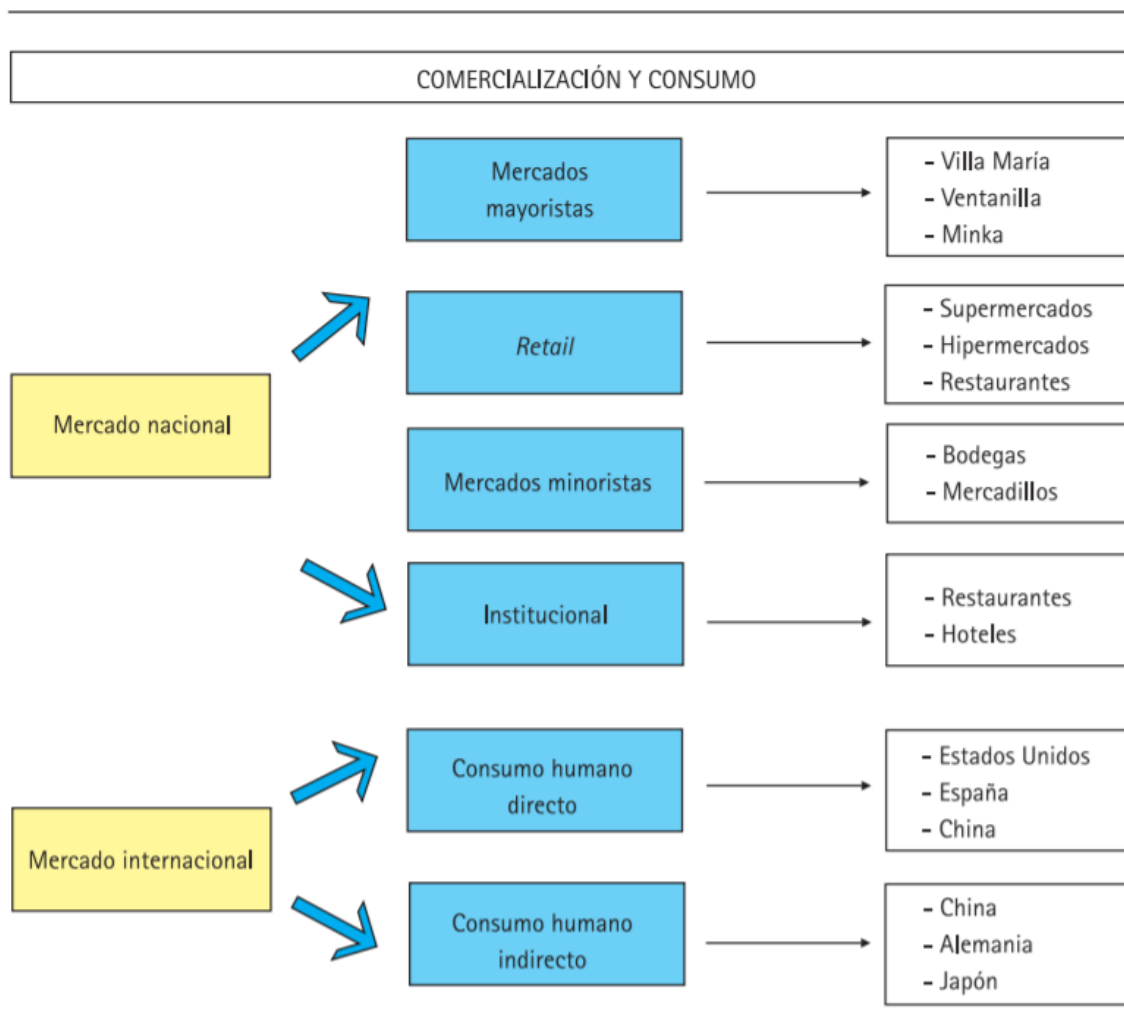 COMERCIALIZACIÓN Y CONSUMO
Mercado nacional
Mercados
mayoristas
- Villa María
- Ventanilla
- Minka
Retail
- Supermercados
- Hipermercados
- Restaurantes
Mercados minoristas
- Bodegas
- Mercadillos
Institucional
- Restaurantes
- Hoteles
Mercado internacional
Consumo humano
directo
- Estados Unidos
- España
- China
Consumo humano
indirecto
- China
- Alemania
- Japón